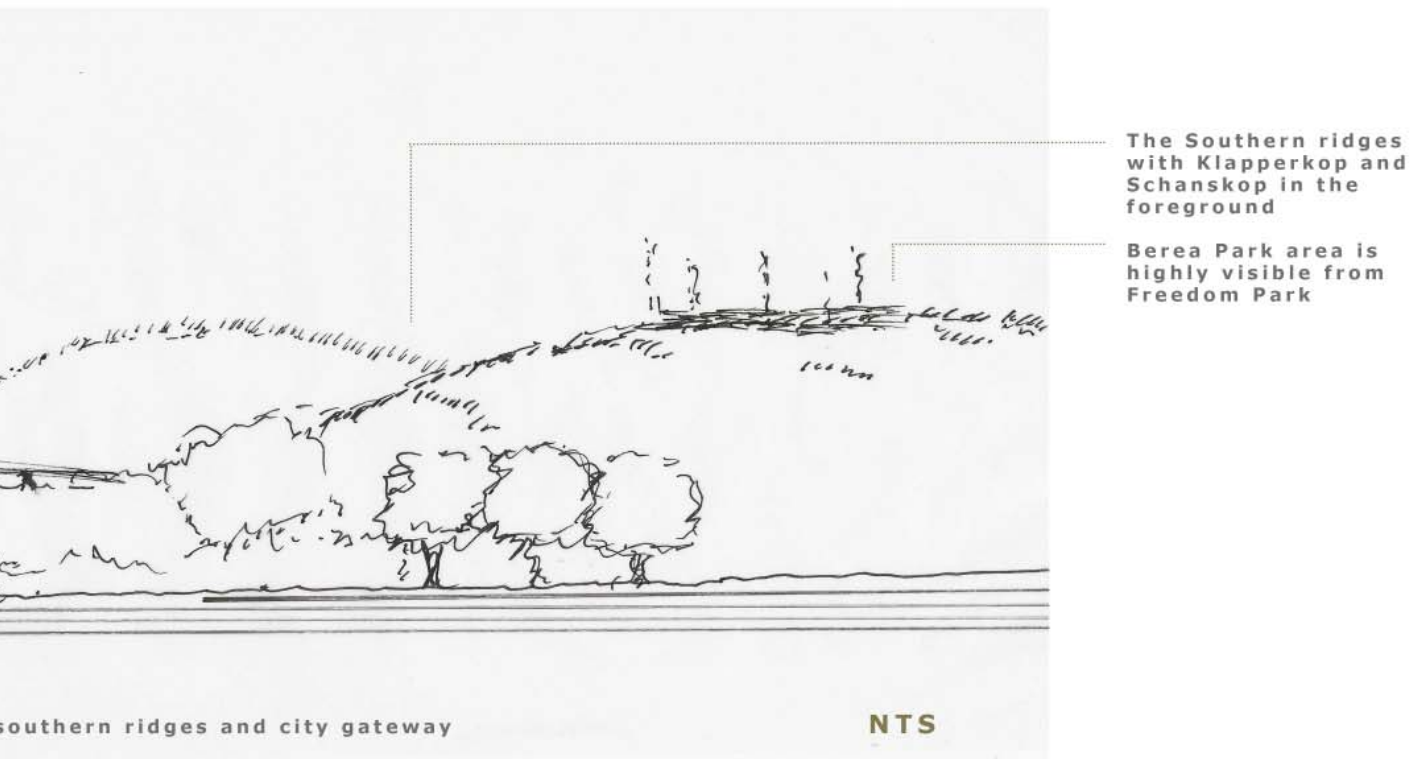 The Southern ridges
with Klapperkop and
Schanskop in the
foreground
Berea Park area is
highly visible from
Freedom Park
southern ridges and city gateway
NTS